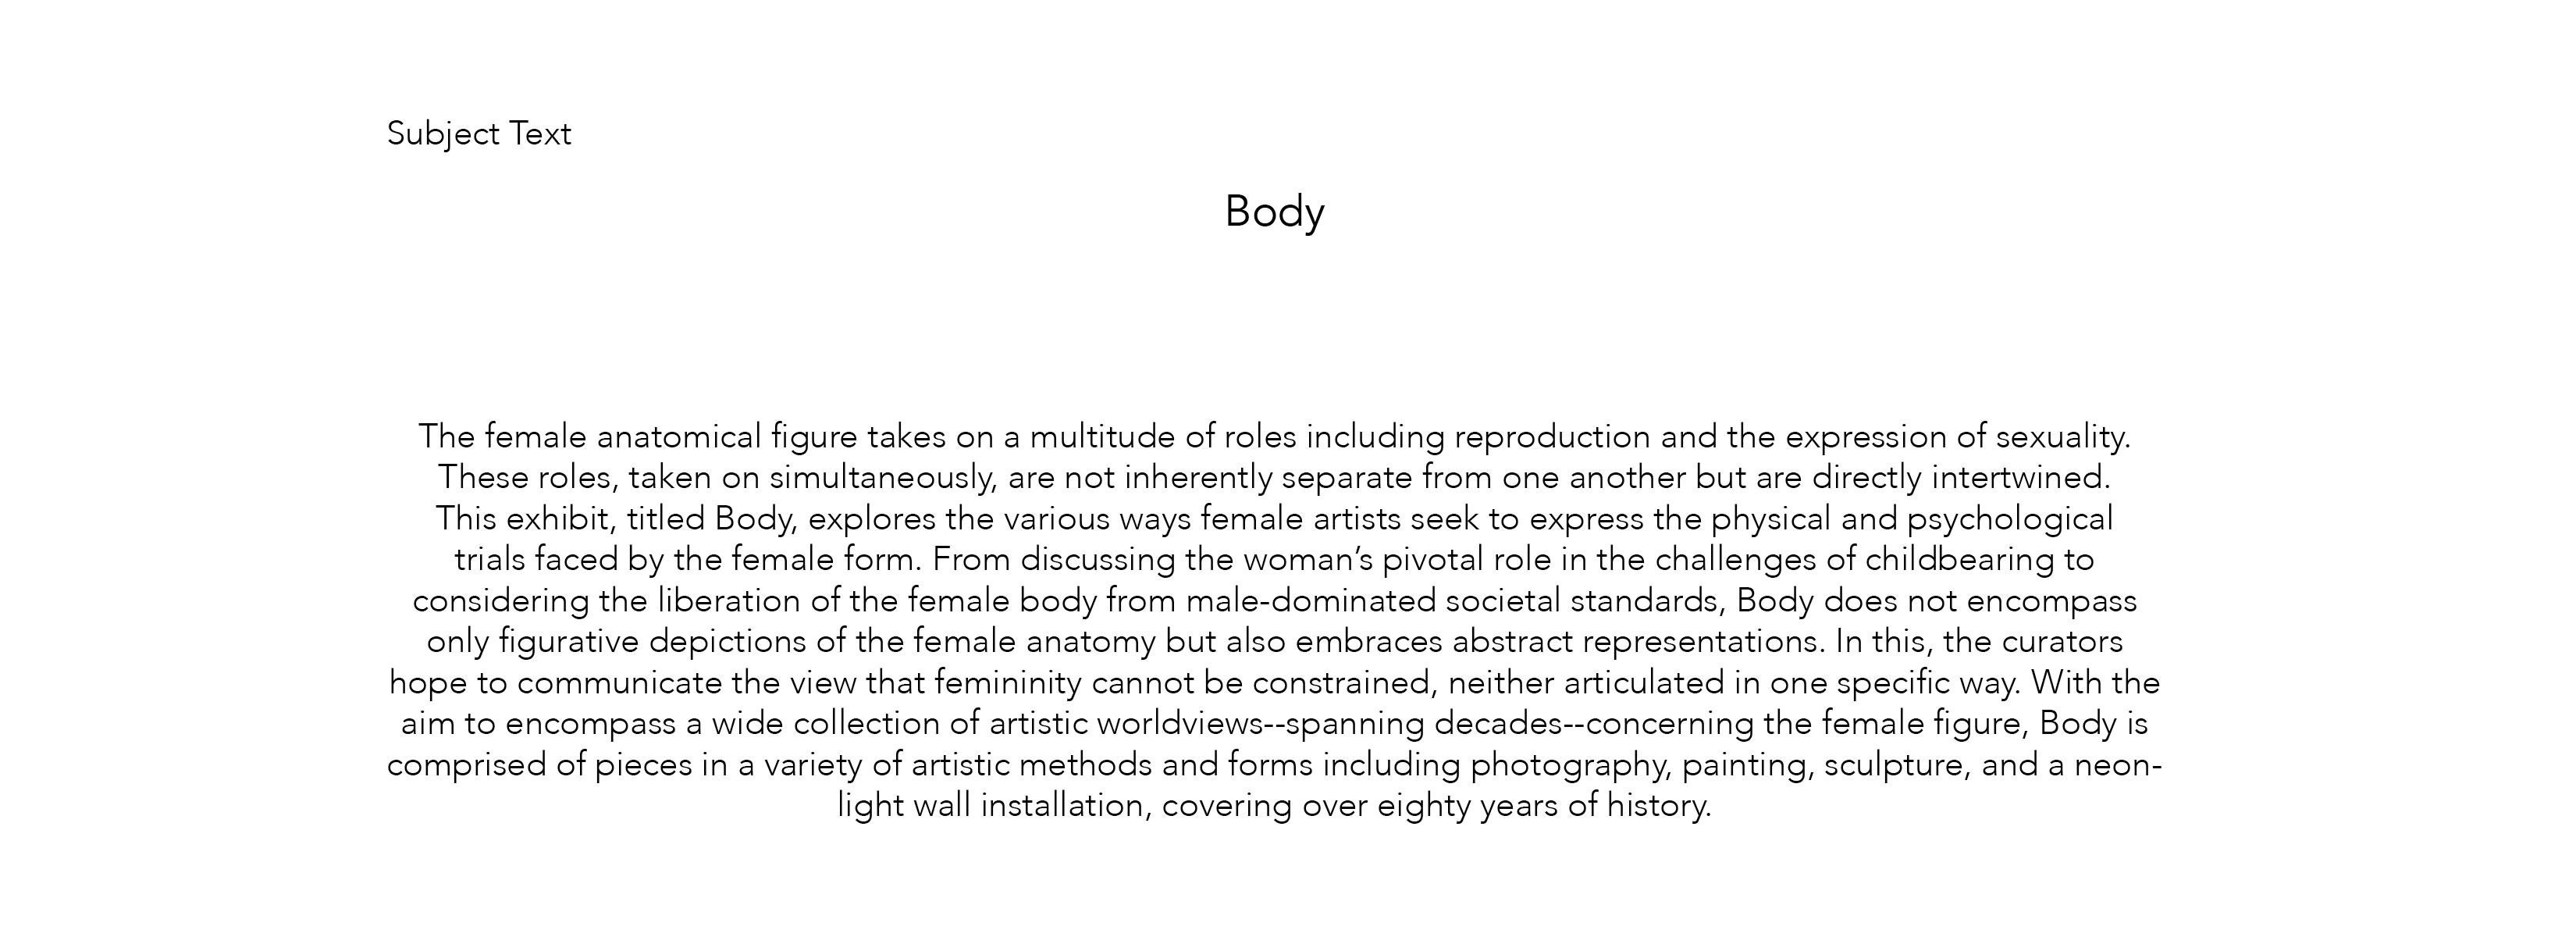 Subject Text
Body
The female anatomical figure takes on a multitude of roles including reproduction and the expression of sexuality.
These roles, taken on simultaneously, are not inherently separate from one another but are directly intertwined.
This exhibit, titled Body, explores the various ways female artists seek to express the physical and psychological
trials faced by the female form. From discussing the woman’s pivotal role in the challenges of childbearing to
considering the liberation of the female body from male-dominated societal standards, Body does not encompass
only figurative depictions of the female anatomy but also embraces abstract representations. In this, the curators
hope to communicate the view that femininity cannot be constrained, neither articulated in one specific way. With the
aim to encompass a wide collection of artistic worldviews--spanning decades--concerning the female figure, Body is
comprised of pieces in a variety of artistic methods and forms including photography, painting, sculpture, and a neon-
light wall installation, covering over eighty years of history.